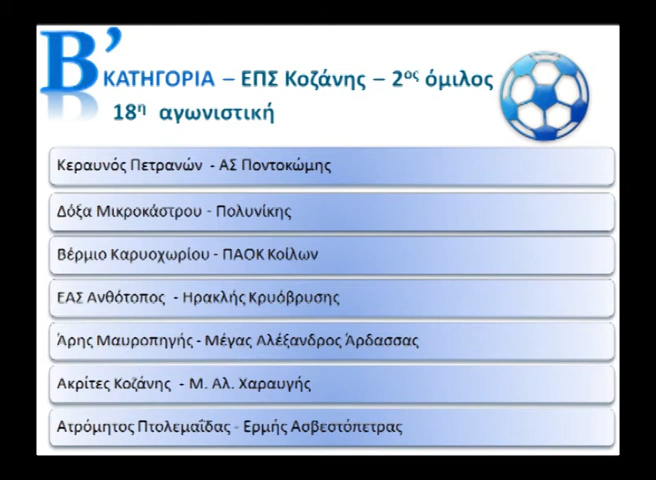 Β’ ΚΑΤΗΓΟΡΙΑ – ΕΠΣ Κοζάνης – 2ος όμιλος
18η αγωνιστική
Κεραυνός Πετρανών - ΑΣ Ποντοκώμης
Δόξα Μικροκάστρου - Πολυνίκης
Βέρμιο Καρυοχωρίου - ΠΑΟΚ Κοίλων
ΕΑΣ Ανθότοπος - Ηρακλής Κρυόβρυσης
Άρης Μαυροπηγής - Μέγας Αλέξανδρος Άρδασσας
Ακρίτες Κοζάνης - Μ. Αλ. Χαραυγής
Ατρόμητος Πτολεμαΐδας - Ερμής Ασβεστόπετρας